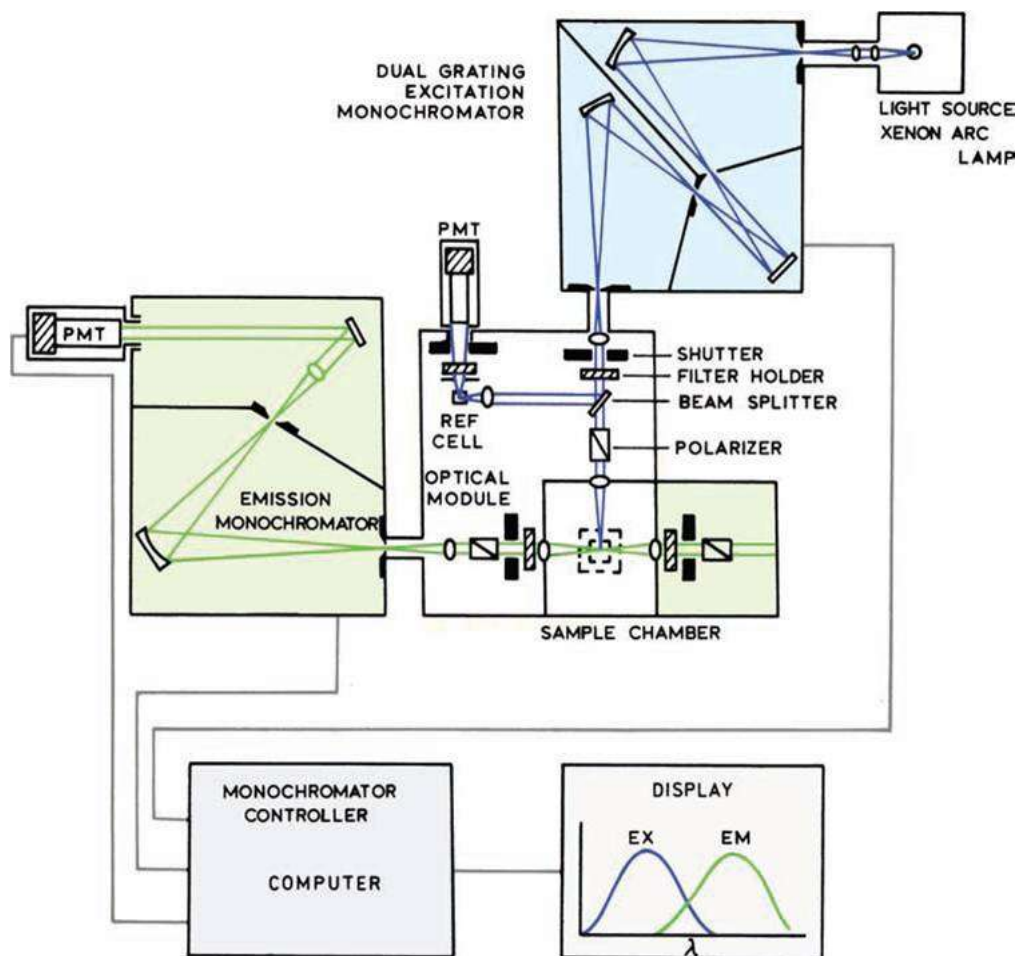 DUAL GRATING
EXCITATION
MONOCHROMATOR
LIGHT SOURCE
XENON ARC
LAMP
PMT
PMT
SHUTTER
FILTER HOLDER
BEAM SPLITTER
REF
CELL
POLARIZER
OPTICAL
MODULE
EMISSION
MONOCHROMATOR
SAMPLE CHAMBER
MONOCHROMATOR
CONTROLLER
COMPUTER
DISPLAY
EX
EM
λ